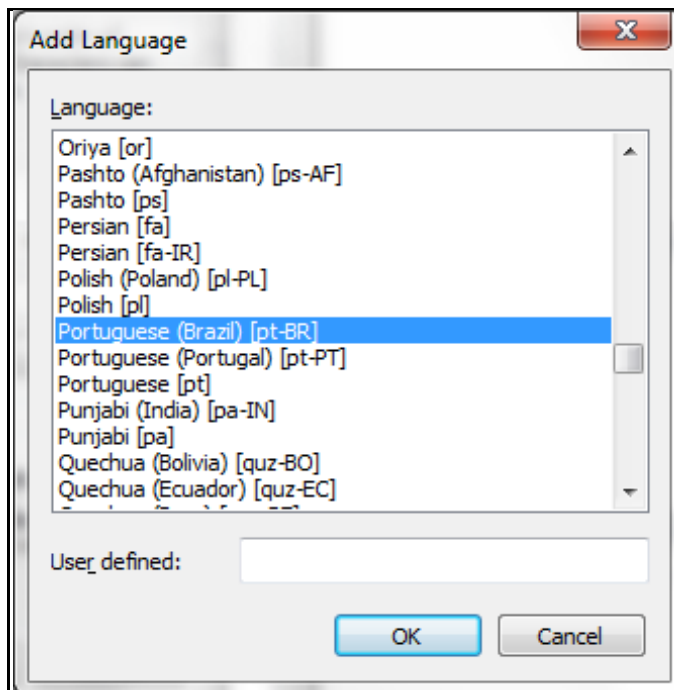 Add Language
Language:
Oriya [or]
Pashto (Afghanistan) [ps-AF]
Pashto [ps]
Persian [fa]
Persian [fa-IR]
Polish (Poland) [pl-PL]
Polish [pl]
Portuguese (Brazil) [pt-BR]
Portuguese (Portugal) [pt-PT]
Portuguese [pt]
Punjabi (India) [pa-IN]
Punjabi [pa]
Quechua (Bolivia) [quz-BO]
Quechua (Ecuador) [quz-EC]
User defined:
OK
Cancel